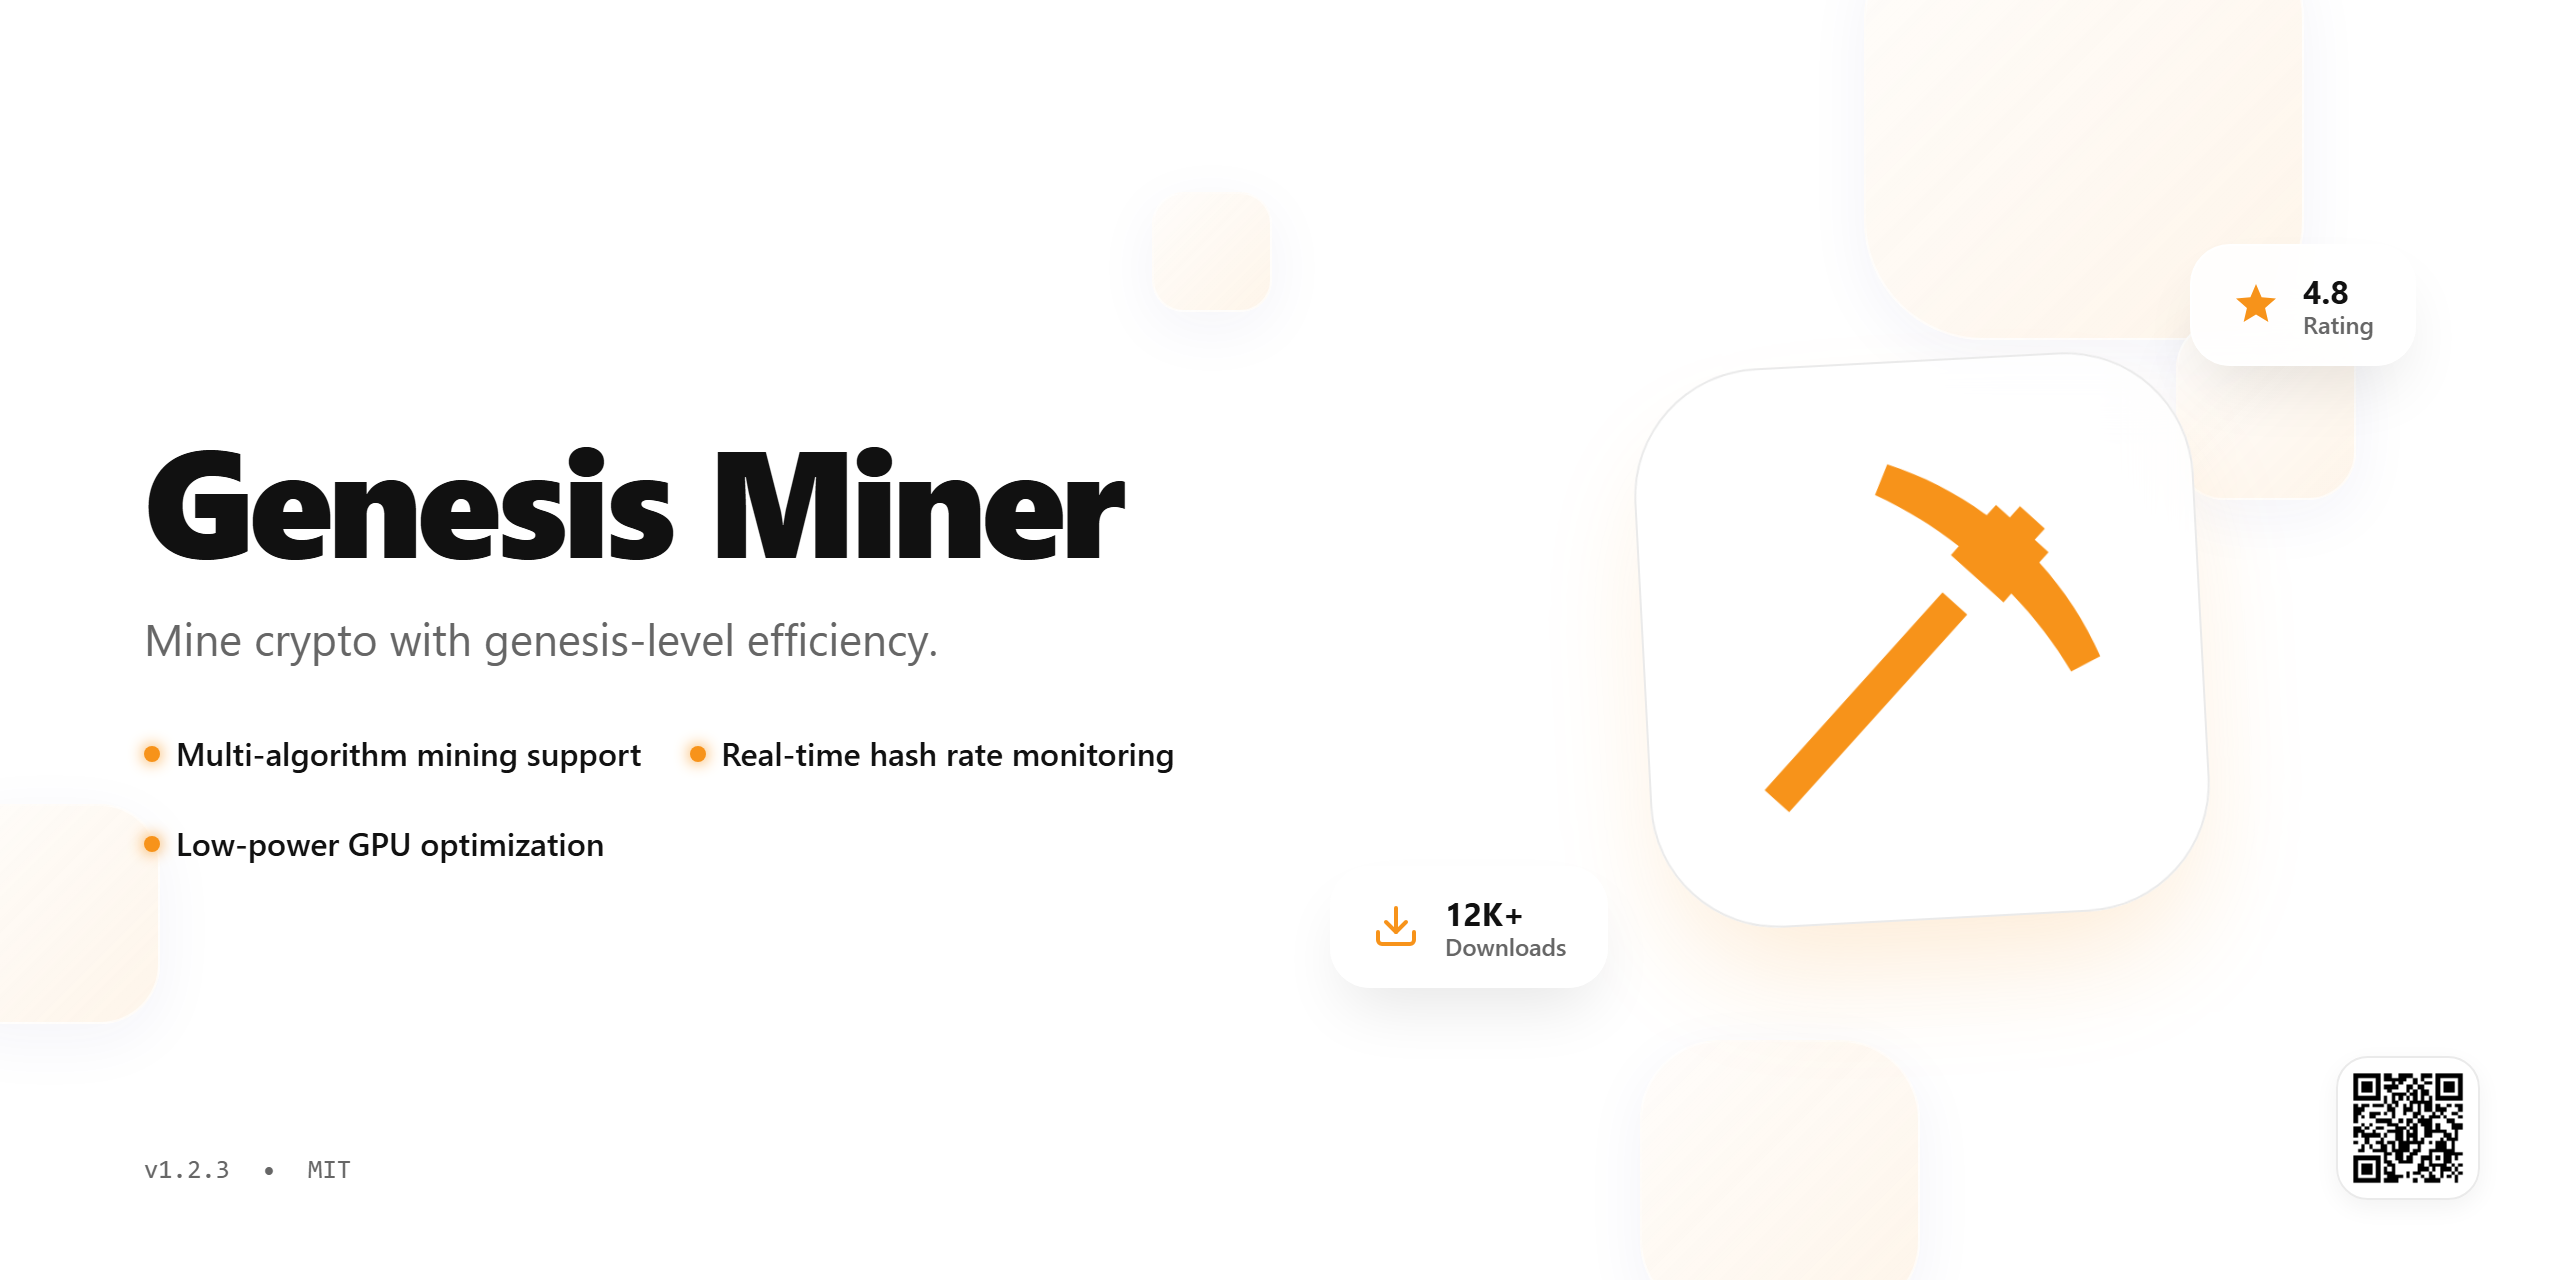 Genesis Miner
Mine crypto with genesis-level efficiency.
Multi-algorithm mining support
Real-time hash rate monitoring
Low-power GPU optimization
4.8
Rating
12K+
Downloads
v1.2.3 • MIT